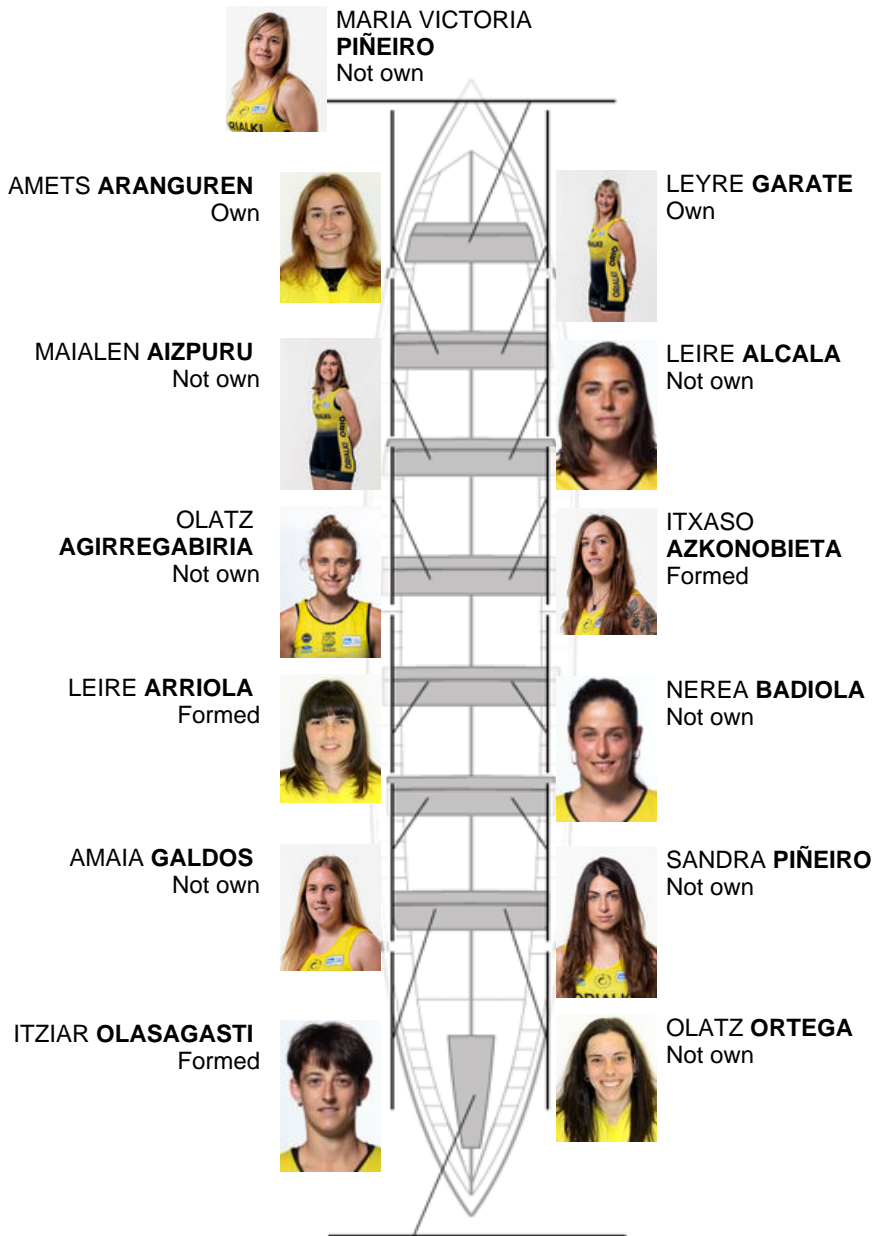 MARIA VICTORIA
PIÑEIRO
Not own
AMETS ARANGUREN
Own
LEYRE GARATE
Own
MAIALEN AIZPURU
Not own
LEIRE ALCALA
Not own
OLATZ
AGIRREGABIRIA
Not own
ITXASO
AZKONOBIETA
Formed
LEIRE ARRIOLA
Formed
NEREA BADIOLA
Not own
AMAIA GALDOS
Not own
SANDRA PIÑEIRO
Not own
ITZIAR OLASAGASTI
Formed
OLATZ ORTEGA
Not own